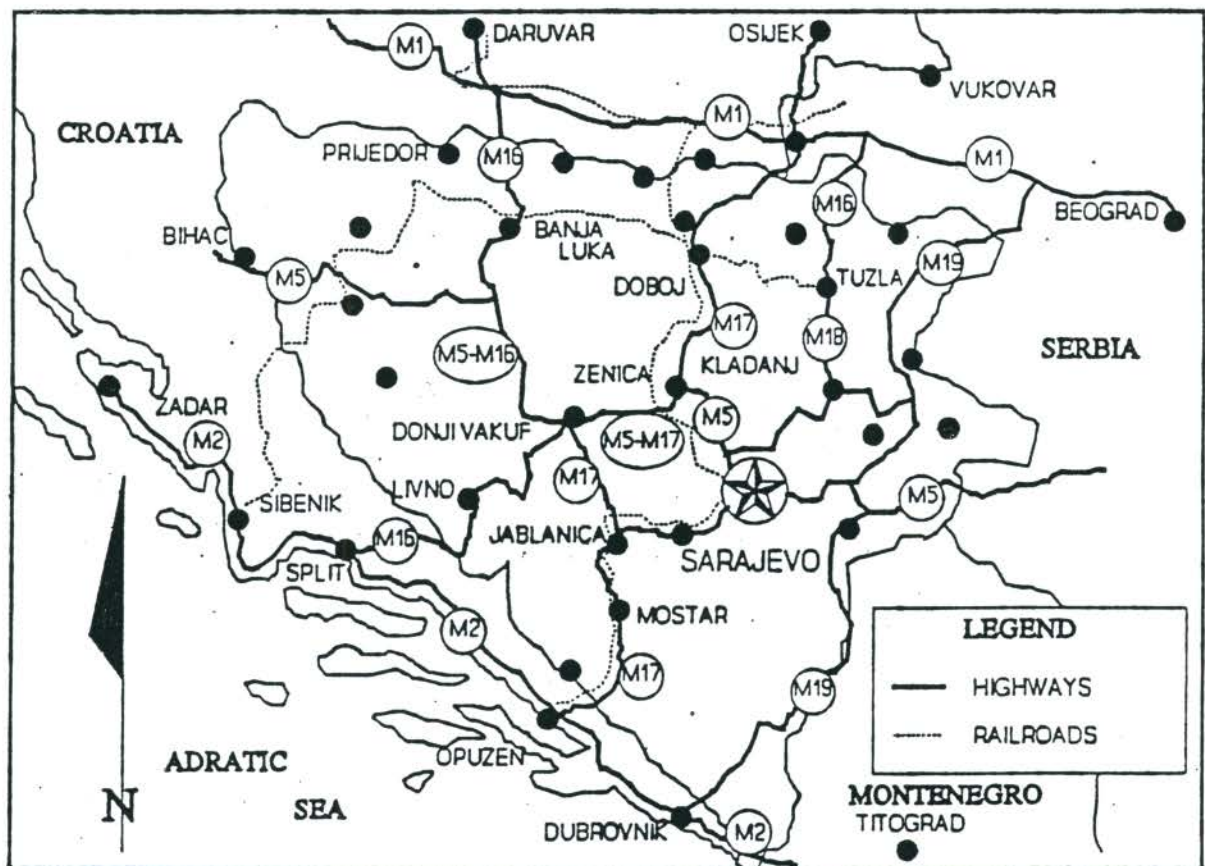 M1
DARUVAR
OSIJEK
VUKOVAR
CROATIA
M1
PRIJEDOR
M16
M1
BIHAC
BANJA
LUKA
M16
BEOGRAD
M5
DOBOJ
TUZLA
M19
M5-M16
M17
M18
SERBIA
ZENICA
KLADANJ
ZADAR
M2
DONJI VAKUF
M5
M5-M17
LIVNO
M17
M5
SIBENIK
M16
JABLANICA
SARAJEVO
SPLIT
MOSTAR
M2
M17
M19
LEGEND
HIGHWAYS
RAILROADS
OPUZEN
ADRATIC
SEA
N
DUBROVNIK
M2
MONTENEGRO
TITOGRAD